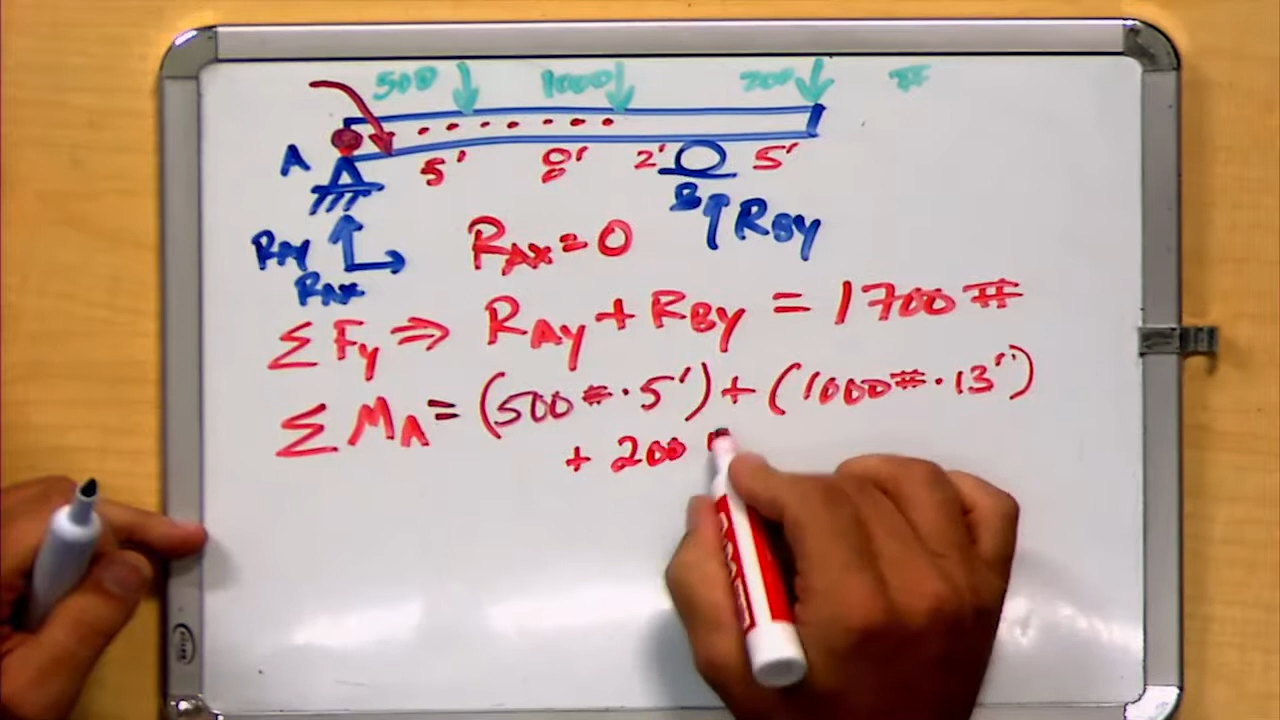 500 1000 200 #
A 5' 8' 2' 5'
B
RAY RBY
RAX RAX = 0
ΣFy ⇒ RAy + RBy = 1700 #
ΣMA = (500 # · 5') + (1000 # · 13')
+ 200